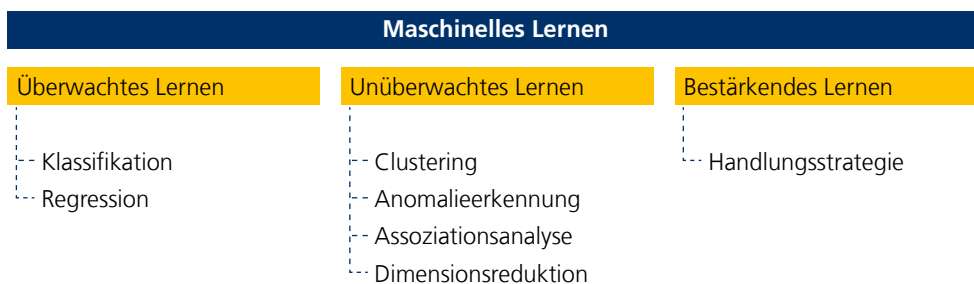 Maschinelles Lernen
Überwachtes Lernen
Klassifikation
Regression
Unüberwachtes Lernen
Clustering
Anomalieerkennung
Assoziationsanalyse
Dimensionsreduktion
Bestärkendes Lernen
Handlungsstrategie